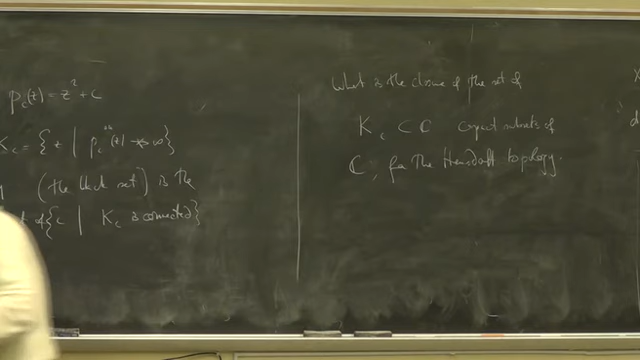 p_c(z) = z² + c
K_c = { z | p_c^{∘n}(z) ↛ ∞ }
(the black set) is the
of { c | K_c is connected }
What is the closure of the set of
K_c ⊂ ℂ compact subsets of
ℂ, for the Hausdorff topology.